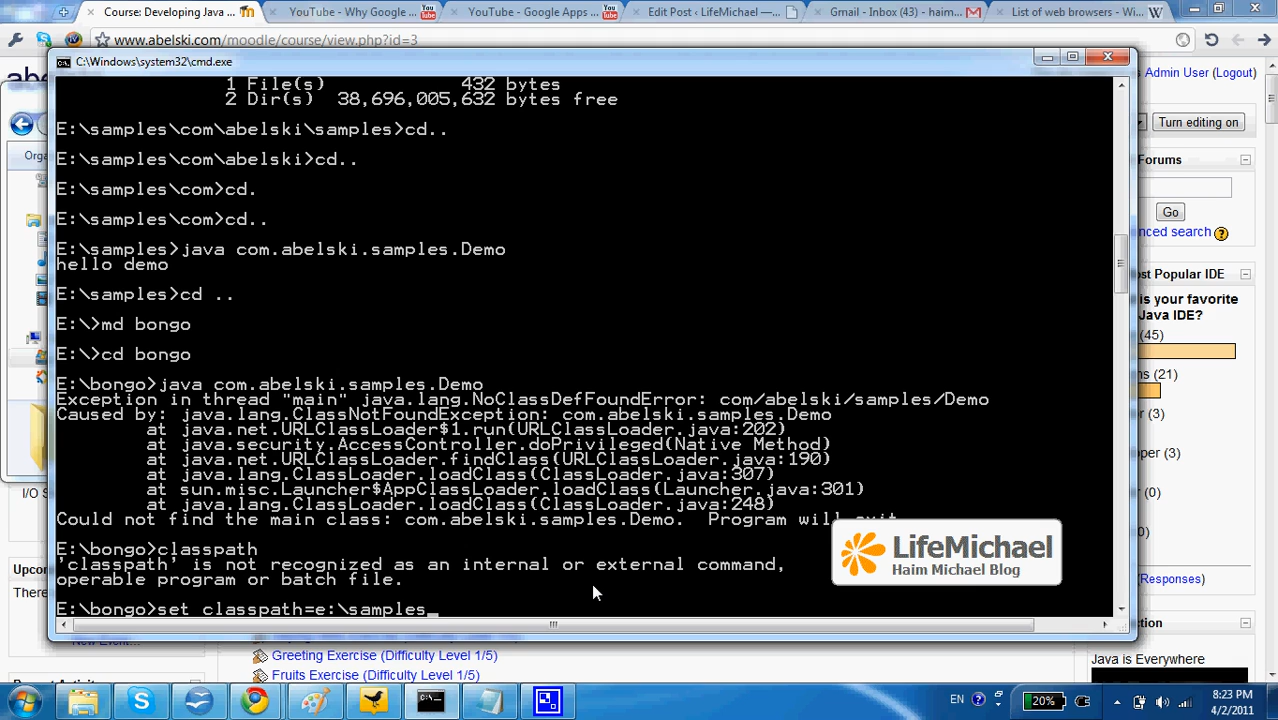 Course: Developing Java ...
YouTube - Why Google ...
YouTube - Google Apps ...
Edit Post ‹ LifeMichael —...
Gmail - Inbox (43) - haim...
List of web browsers - Wi...
www.abelski.com/moodle/course/view.php?id=3
C:\Windows\system32\cmd.exe
Admin User (Logout)
Turn editing on
1 File(s) 432 bytes
2 Dir(s) 38,696,005,632 bytes free
E:\samples\com\abelski\samples>cd..
E:\samples\com\abelski>cd..
E:\samples\com>cd.
E:\samples\com>cd..
E:\samples>java com.abelski.samples.Demo
hello demo
E:\samples>cd ..
E:\>md bongo
E:\>cd bongo
E:\bongo>java com.abelski.samples.Demo
Exception in thread "main" java.lang.NoClassDefFoundError: com/abelski/samples/Demo
Caused by: java.lang.ClassNotFoundException: com.abelski.samples.Demo
at java.net.URLClassLoader$1.run(URLClassLoader.java:202)
at java.security.AccessController.doPrivileged(Native Method)
at java.net.URLClassLoader.findClass(URLClassLoader.java:190)
at java.lang.ClassLoader.loadClass(ClassLoader.java:307)
at sun.misc.Launcher$AppClassLoader.loadClass(Launcher.java:301)
at java.lang.ClassLoader.loadClass(ClassLoader.java:248)
Could not find the main class: com.abelski.samples.Demo. Program will exit.
E:\bongo>classpath
'classpath' is not recognized as an internal or external command,
operable program or batch file.
E:\bongo>set classpath=e:\samples_
LifeMichael
Haim Michael Blog
Orga
I/O S
Upcon
There
Forums
Go
nced search
st Popular IDE
is your favorite
Java IDE?
(45)
ms (21)
r (3)
oper (3)
r (0)
(0)
(Responses)
ction
Java is Everywhere
New Event...
Greeting Exercise (Difficulty Level 1/5)
Fruits Exercise (Difficulty Level 1/5)
EN
20%
8:23 PM
4/2/2011